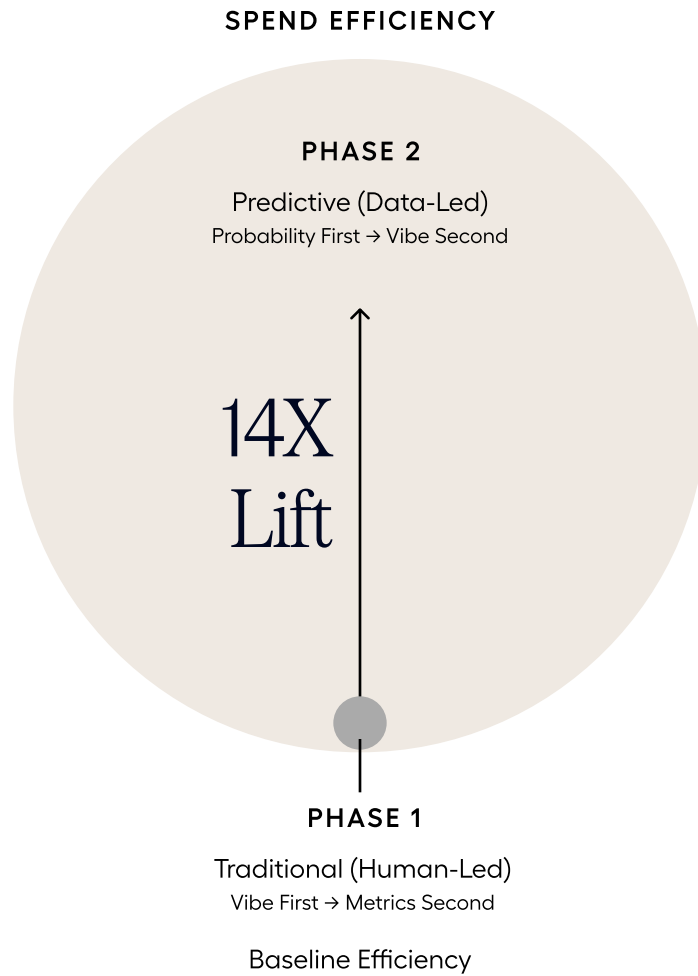 SPEND EFFICIENCY
PHASE 2
Predictive (Data-Led)
Probability First → Vibe Second
14X
Lift
PHASE 1
Traditional (Human-Led)
Vibe First → Metrics Second
Baseline Efficiency